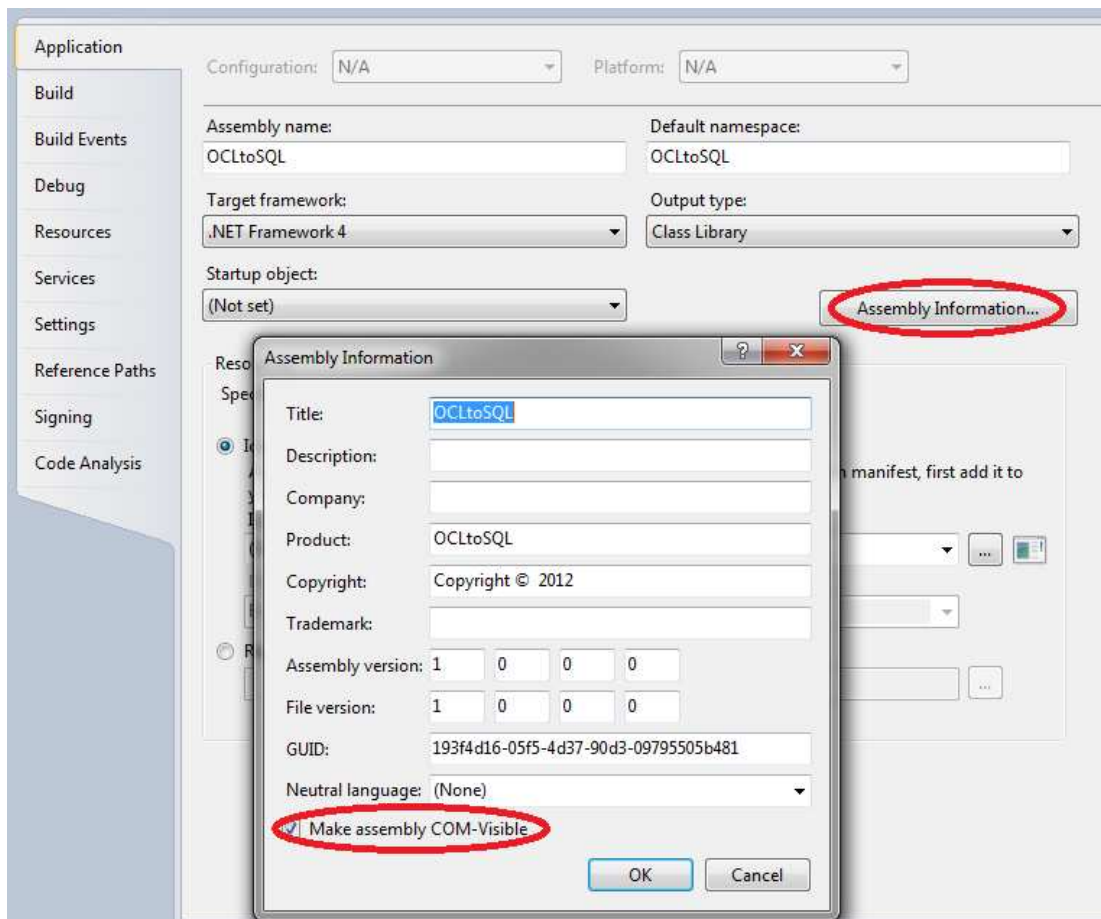 Application
Build
Build Events
Debug
Resources
Services
Settings
Reference Paths
Signing
Code Analysis
Configuration: N/A Platform: N/A
Assembly name: Default namespace:
OCLtoSQL OCLtoSQL
Target framework: Output type:
.NET Framework 4 Class Library
Startup object:
(Not set) Assembly Information...
Assembly Information
?
Title: OCLtoSQL
Description:
Company:
manifest, first add it to
Product: OCLtoSQL
...
Copyright: Copyright © 2012
Trademark:
Assembly version: 1 0 0 0
...
File version: 1 0 0 0
GUID: 193f4d16-05f5-4d37-90d3-09795505b481
Neutral language: (None)
Make assembly COM-Visible
OK Cancel